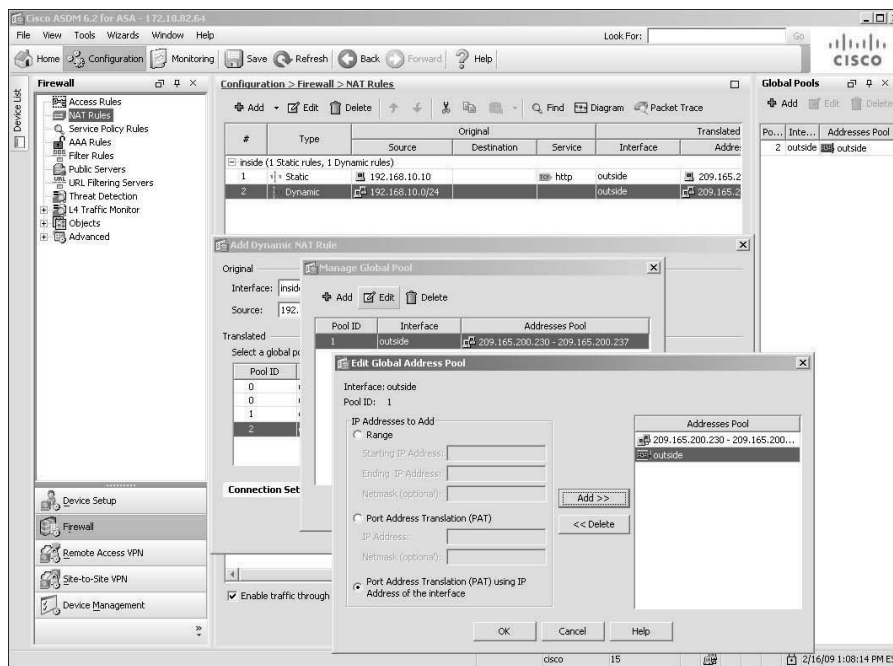 Cisco ASDM 6.2 for ASA - 172.18.82.64
File View Tools Wizards Window Help
Look For:
Go
Home Configuration Monitoring Save Refresh Back Forward Help
CISCO
Device List
Firewall
Access Rules
NAT Rules
Service Policy Rules
AAA Rules
Filter Rules
Public Servers
URL Filtering Servers
Threat Detection
L4 Traffic Monitor
Objects
Advanced
Device Setup
Firewall
Remote Access VPN
Site-to-Site VPN
Device Management
Configuration > Firewall > NAT Rules
Add Edit Delete Find Diagram Packet Trace
Original Translated
# Type Source Destination Service Interface Addre
inside (1 Static rules, 1 Dynamic rules)
1 Static 192.168.10.10 http outside 209.165.2
2 Dynamic 192.168.10.0/24 outside 209.165.2
Global Pools
Add Edit Delete
Po... Inte... Addresses Pool
2 outside outside
Add Dynamic NAT Rule
Original
Interface: insid
Source: 192.
Translated
Select a global po
Pool ID
0
0
1
2
Connection Set
Enable traffic through
Manage Global Pool
Add Edit Delete
Pool ID Interface Addresses Pool
1 outside 209.165.200.230 - 209.165.200.237
Edit Global Address Pool
Interface: outside
Pool ID: 1
IP Addresses to Add
Range
Starting IP Address:
Ending IP Address:
Netmask (optional):
Port Address Translation (PAT)
IP Address:
Netmask (optional):
Port Address Translation (PAT) using IP
Address of the interface
Add >>
<< Delete
Addresses Pool
209.165.200.230 - 209.165.200...
outside
OK Cancel Help
cisco 15 2/16/09 1:08:14 PM ES